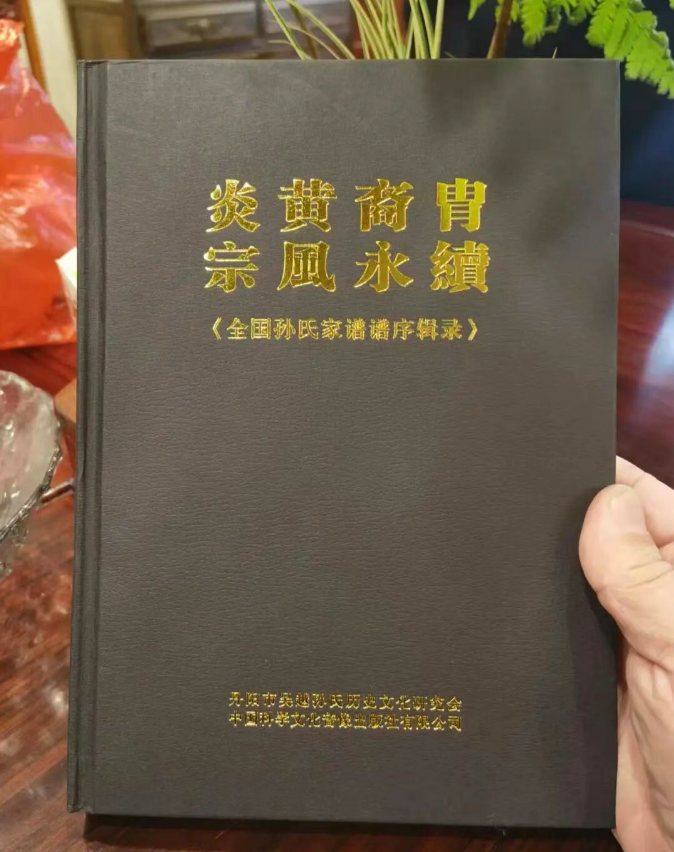 炎黄裔冑
宗風永續
《全国孙氏家谱谱序辑录》
丹阳市吴越孙氏历史文化研究会
中国科学文化音像出版社有限公司